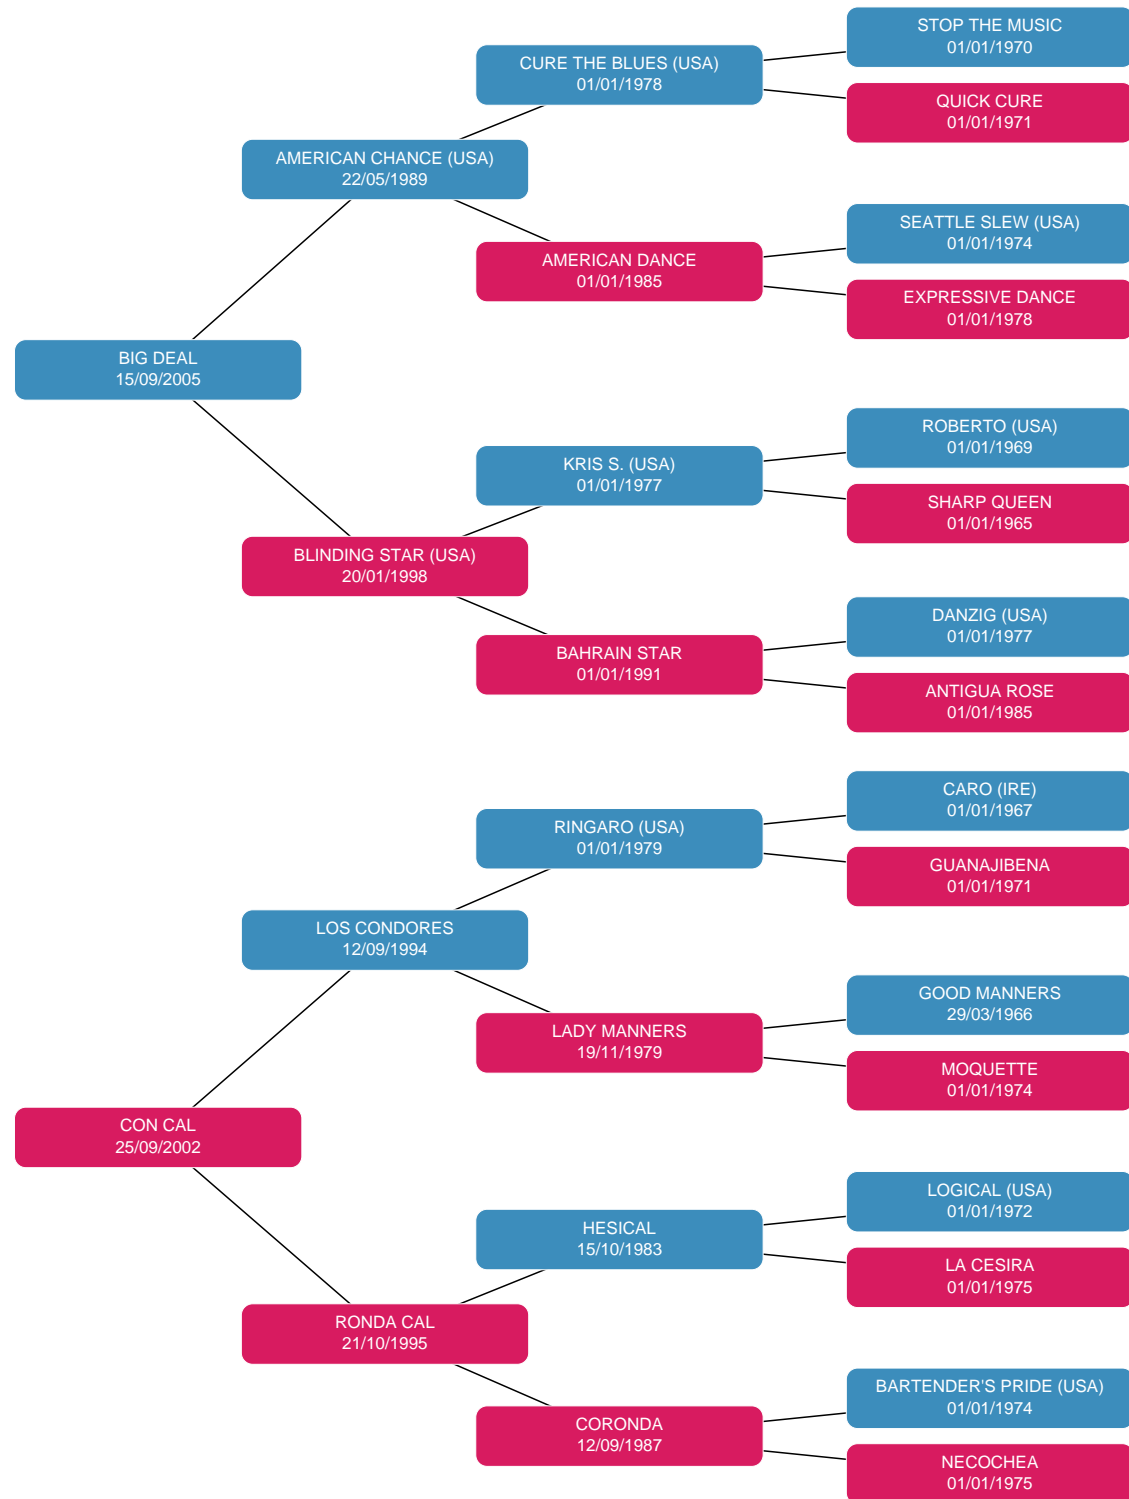 STOP THE MUSIC
01/01/1970
CURE THE BLUES (USA)
01/01/1978
QUICK CURE
01/01/1971
AMERICAN CHANCE (USA)
22/05/1989
SEATTLE SLEW (USA)
01/01/1974
AMERICAN DANCE
01/01/1985
EXPRESSIVE DANCE
01/01/1978
BIG DEAL
15/09/2005
ROBERTO (USA)
01/01/1969
KRIS S. (USA)
01/01/1977
SHARP QUEEN
01/01/1965
BLINDING STAR (USA)
20/01/1998
DANZIG (USA)
01/01/1977
BAHRAIN STAR
01/01/1991
ANTIGUA ROSE
01/01/1985
CARO (IRE)
01/01/1967
RINGARO (USA)
01/01/1979
GUANAJIBENA
01/01/1971
LOS CONDORES
12/09/1994
GOOD MANNERS
29/03/1966
LADY MANNERS
19/11/1979
MOQUETTE
01/01/1974
CON CAL
25/09/2002
LOGICAL (USA)
01/01/1972
HESICAL
15/10/1983
LA CESIRA
01/01/1975
RONDA CAL
21/10/1995
BARTENDER'S PRIDE (USA)
01/01/1974
CORONDA
12/09/1987
NECOCHEA
01/01/1975